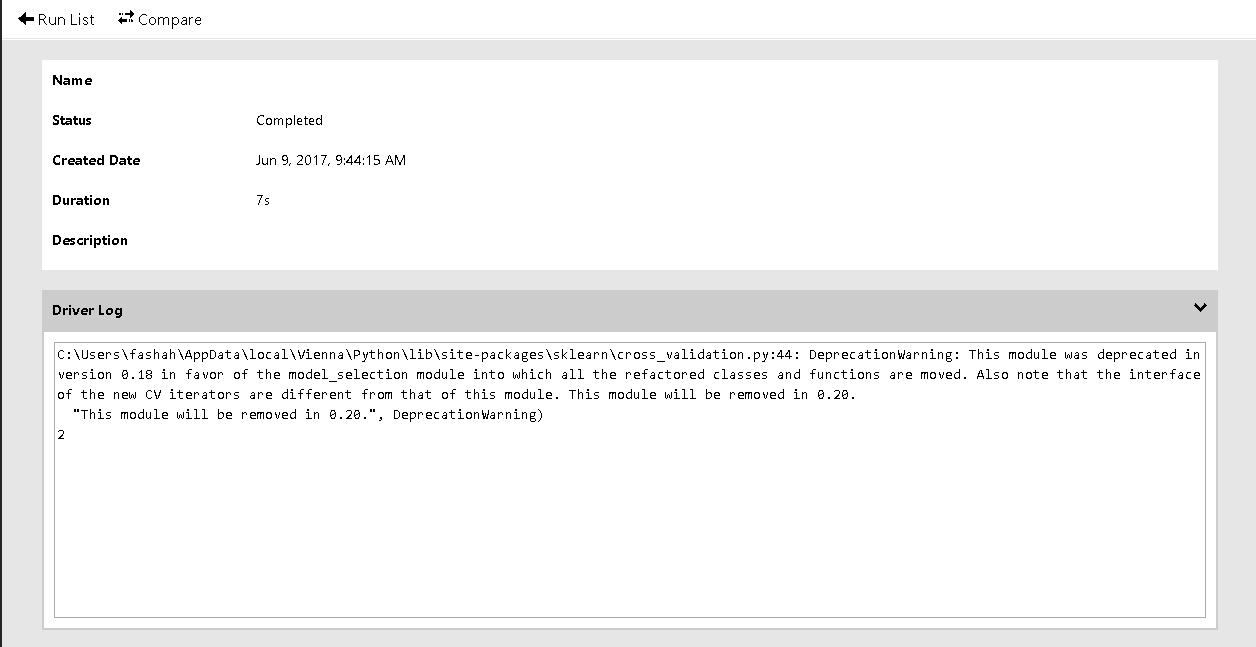 Run List Compare
Name
Status Completed
Created Date Jun 9, 2017, 9:44:15 AM
Duration 7s
Description
Driver Log
C:\Users\fashah\AppData\local\Vienna\Python\lib\site-packages\sklearn\cross_validation.py:44: DeprecationWarning: This module was deprecated in
version 0.18 in favor of the model_selection module into which all the refactored classes and functions are moved. Also note that the interface
of the new CV iterators are different from that of this module. This module will be removed in 0.20.
  "This module will be removed in 0.20.", DeprecationWarning)
2